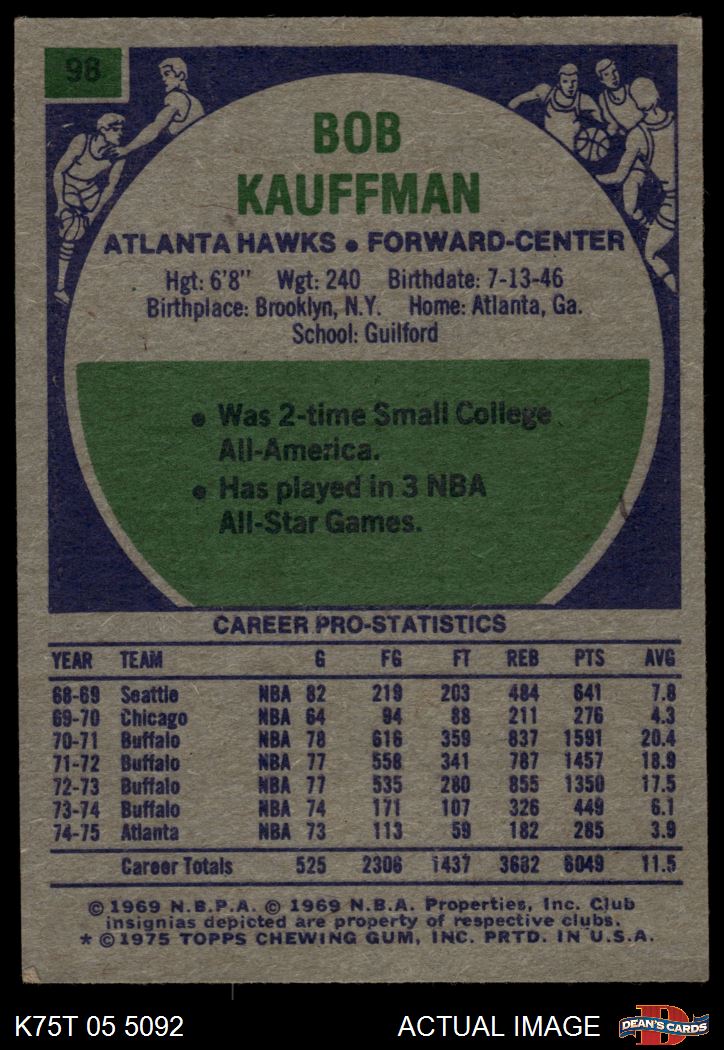 98
BOB
KAUFFMAN
ATLANTA HAWKS • FORWARD-CENTER
Hgt: 6'8" Wgt: 240 Birthdate: 7-13-46
Birthplace: Brooklyn, N.Y. Home: Atlanta, Ga.
School: Guilford
• Was 2-time Small College
All-America.
• Has played in 3 NBA
All-Star Games.
CAREER PRO-STATISTICS
YEAR TEAM G FG FT REB PTS AVG
68-69 Seattle NBA 82 219 203 484 641 7.8
69-70 Chicago NBA 64 94 88 211 276 4.3
70-71 Buffalo NBA 78 616 359 837 1591 20.4
71-72 Buffalo NBA 77 558 341 787 1457 18.9
72-73 Buffalo NBA 77 535 280 855 1350 17.5
73-74 Buffalo NBA 74 171 107 326 449 6.1
74-75 Atlanta NBA 73 113 59 182 285 3.9
Career Totals 525 2306 1437 3682 6049 11.5
© 1969 N.B.P.A. © 1969 N.B.A. Properties, Inc. Club
insignias depicted are property of respective clubs.
* © 1975 TOPPS CHEWING GUM, INC. PRTD. IN U.S.A.
K75T 05 5092 ACTUAL IMAGE
D
DEAN'S CARDS